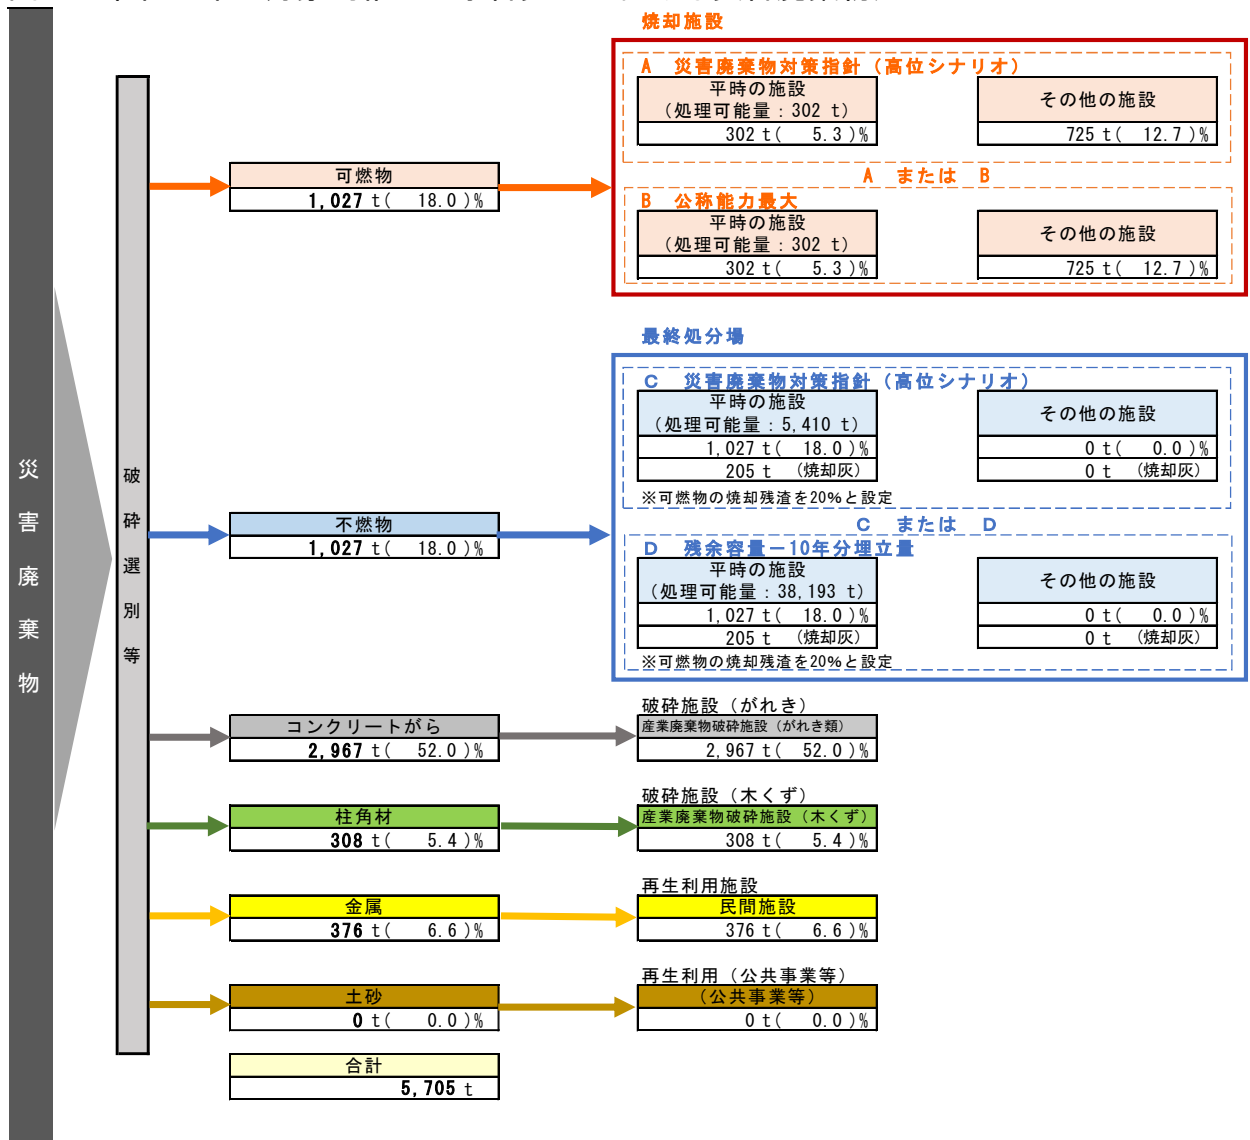 災害廃棄物
破砕選別等
焼却施設
A 災害廃棄物対策指針（高位シナリオ）
平時の施設
（処理可能量：302 t）
302 t( 5.3 )%
その他の施設
725 t( 12.7 )%
可燃物
1,027 t( 18.0 )%
A または B
B 公称能力最大
平時の施設
（処理可能量：302 t）
302 t( 5.3 )%
その他の施設
725 t( 12.7 )%
最終処分場
C 災害廃棄物対策指針（高位シナリオ）
平時の施設
（処理可能量：5,410 t）
1,027 t( 18.0 )%
205 t （焼却灰）
その他の施設
0 t( 0.0 )%
0 t （焼却灰）
※可燃物の焼却残渣を20%と設定
不燃物
1,027 t( 18.0 )%
C または D
D 残余容量－10年分埋立量
平時の施設
（処理可能量：38,193 t）
1,027 t( 18.0 )%
205 t （焼却灰）
その他の施設
0 t( 0.0 )%
0 t （焼却灰）
※可燃物の焼却残渣を20%と設定
コンクリートがら
2,967 t( 52.0 )%
破砕施設（がれき）
産業廃棄物破砕施設（がれき類）
2,967 t( 52.0 )%
柱角材
308 t( 5.4 )%
破砕施設（木くず）
産業廃棄物破砕施設（木くず）
308 t( 5.4 )%
金属
376 t( 6.6 )%
再生利用施設
民間施設
376 t( 6.6 )%
土砂
0 t( 0.0 )%
再生利用（公共事業等）
（公共事業等）
0 t( 0.0 )%
合計
5,705 t